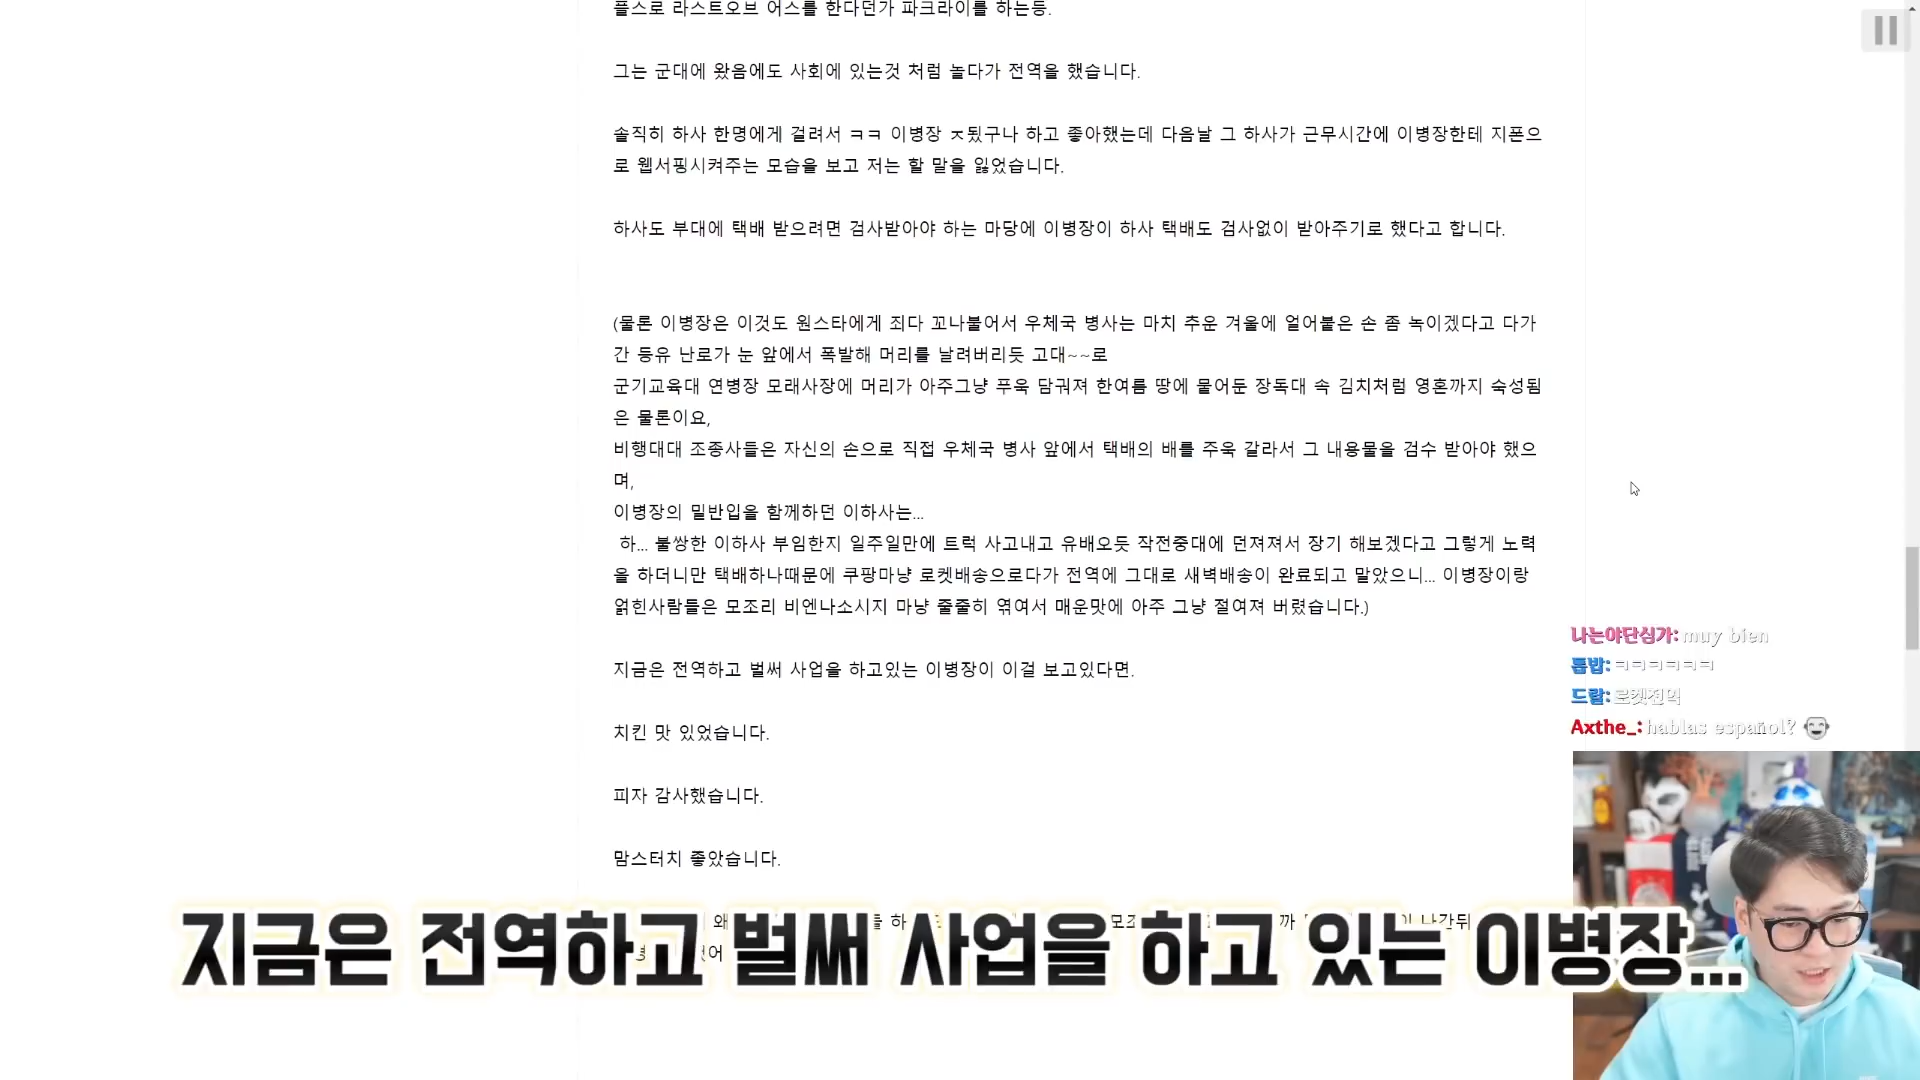 플스로 라스트오브 어스를 한다던가 파크라이를 하는등.
그는 군대에 왔음에도 사회에 있는것 처럼 놀다가 전역을 했습니다.
솔직히 하사 한명에게 걸려서 ㅋㅋ 이병장 ㅈ됬구나 하고 좋아했는데 다음날 그 하사가 근무시간에 이병장한테 지폰으
로 웹서핑시켜주는 모습을 보고 저는 할 말을 잃었습니다.
하사도 부대에 택배 받으려면 검사받아야 하는 마당에 이병장이 하사 택배도 검사없이 받아주기로 했다고 합니다.
(물론 이병장은 이것도 원스타에게 죄다 꼬나불어서 우체국 병사는 마치 추운 겨울에 얼어붙은 손 좀 녹이겠다고 다가
간 등유 난로가 눈 앞에서 폭발해 머리를 날려버리듯 고대~~로
군기교육대 연병장 모래사장에 머리가 아주그냥 푸욱 담궈져 한여름 땅에 묻어둔 장독대 속 김치처럼 영혼까지 숙성됨
은 물론이요,
비행대대 조종사들은 자신의 손으로 직접 우체국 병사 앞에서 택배의 배를 주욱 갈라서 그 내용물을 검수 받아야 했으
며,
이병장의 밀반입을 함께하던 이하사는...
하... 불쌍한 이하사 부임한지 일주일만에 트럭 사고내고 유배오듯 작전중대에 던져져서 장기 해보겠다고 그렇게 노력
을 하더니만 택배하나때문에 쿠팡마냥 로켓배송으로다가 전역에 그대로 새벽배송이 완료되고 말았으니... 이병장이랑
얽힌사람들은 모조리 비엔나소시지 마냥 줄줄히 엮여서 매운맛에 아주 그냥 절여져 버렸습니다.)
지금은 전역하고 벌써 사업을 하고있는 이병장이 이걸 보고있다면.
치킨 맛 있었습니다.
피자 감사했습니다.
맘스터치 좋았습니다.
나는야단심가: muy bien
톱밥: ㅋㅋㅋㅋㅋㅋ
드랍: 로켓전역
Axthe_: hablas español?
지금은 전역하고 벌써 사업을 하고 있는 이병장...